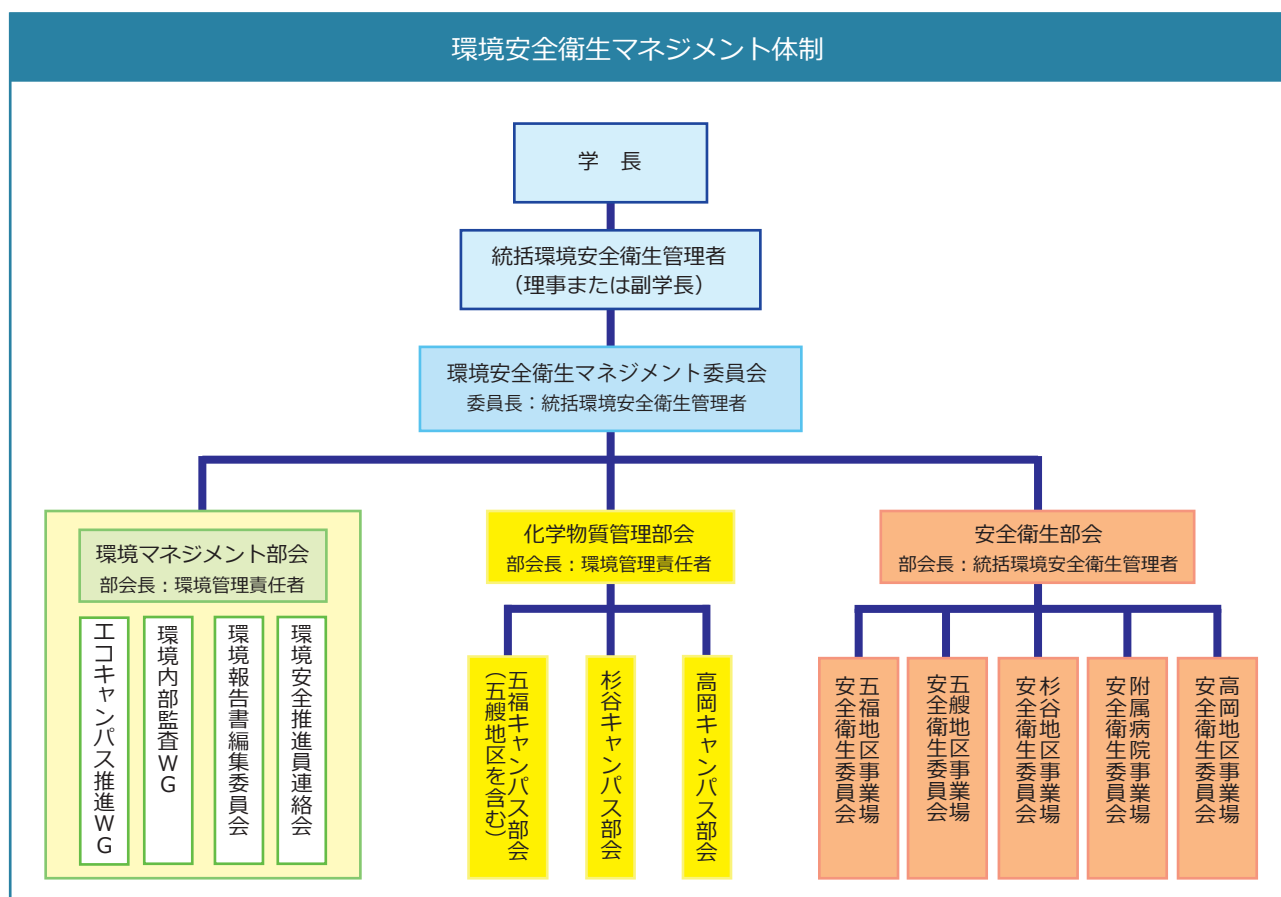 環境安全衛生マネジメント体制
学 長
統括環境安全衛生管理者
（理事または副学長）
環境安全衛生マネジメント委員会
委員長：統括環境安全衛生管理者
環境マネジメント部会
部会長：環境管理責任者
エコキャンパス推進WG
環境内部監査WG
環境報告書編集委員会
環境安全推進員連絡会
化学物質管理部会
部会長：環境管理責任者
五福キャンパス部会
（五艘地区を含む）
杉谷キャンパス部会
高岡キャンパス部会
安全衛生部会
部会長：統括環境安全衛生管理者
五福地区事業場
安全衛生委員会
五艘地区事業場
安全衛生委員会
杉谷地区事業場
安全衛生委員会
附属病院事業場
安全衛生委員会
高岡地区事業場
安全衛生委員会